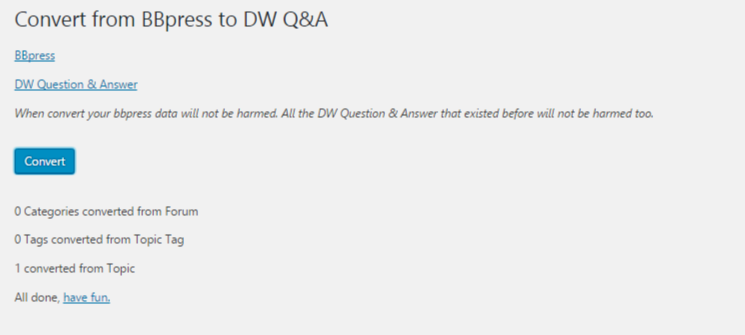 Convert from BBpress to DW Q&A
BBpress
DW Question & Answer
When convert your bbpress data will not be harmed. All the DW Question & Answer that existed before will not be harmed too.
Convert
0 Categories converted from Forum
0 Tags converted from Topic Tag
1 converted from Topic
All done, have fun.